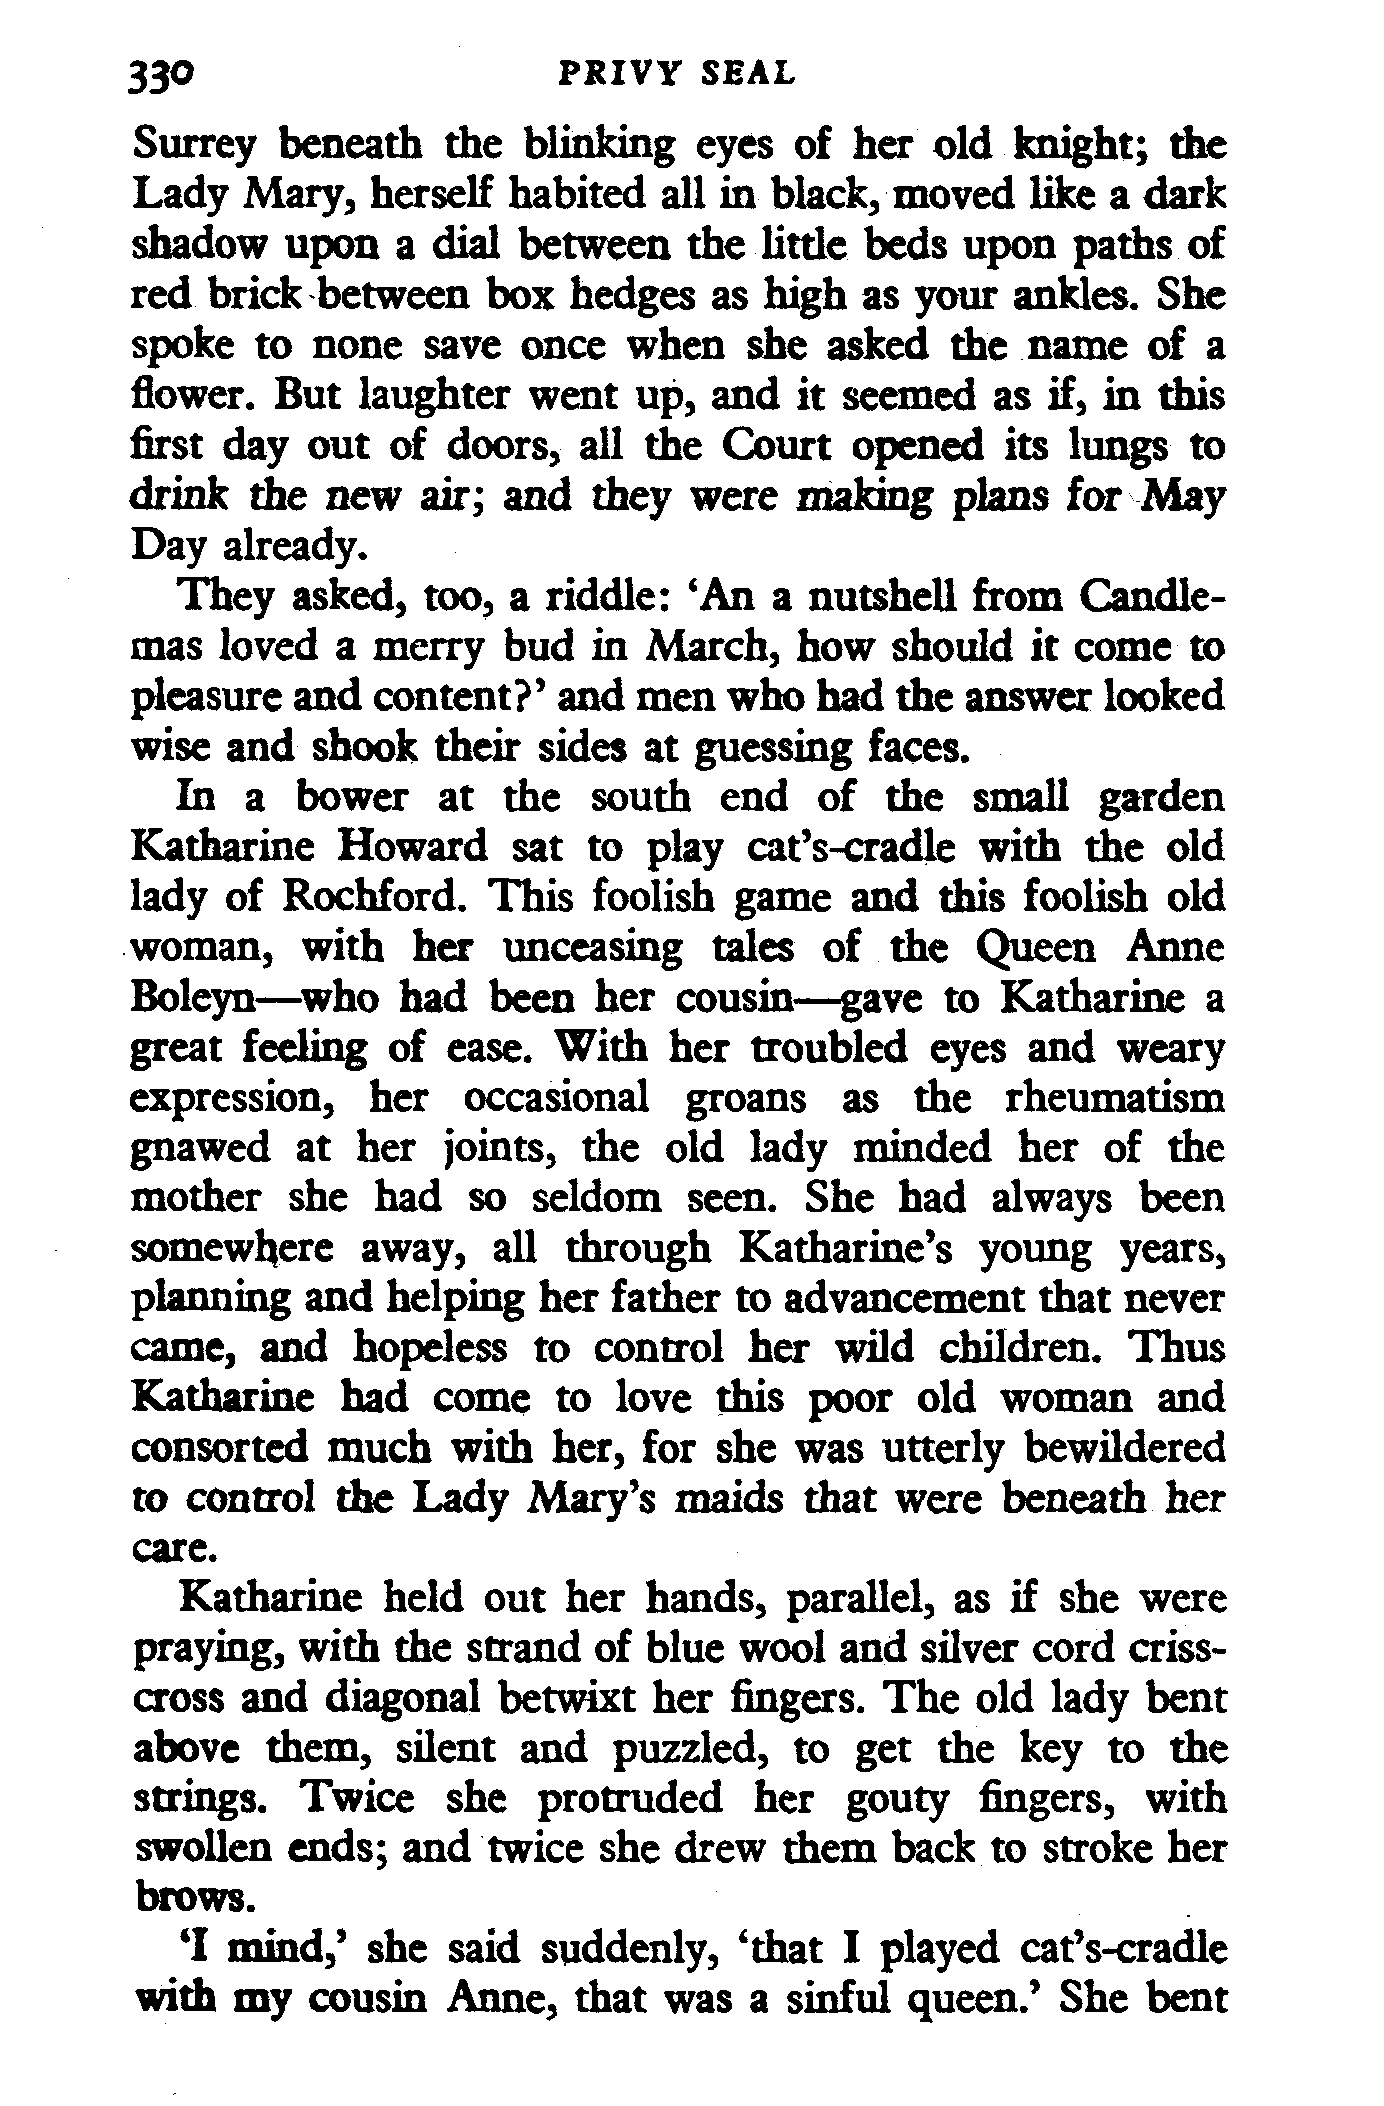 330 PRIVY SEAL
Surrey beneath the blinking eyes of her old knight; the
Lady Mary, herself habited all in black, moved like a dark
shadow upon a dial between the little beds upon paths of
red brick between box hedges as high as your ankles. She
spoke to none save once when she asked the name of a
flower. But laughter went up, and it seemed as if, in this
first day out of doors, all the Court opened its lungs to
drink the new air; and they were making plans for May
Day already.
They asked, too, a riddle: ‘An a nutshell from Candle-
mas loved a merry bud in March, how should it come to
pleasure and content?’ and men who had the answer looked
wise and shook their sides at guessing faces.
In a bower at the south end of the small garden
Katharine Howard sat to play cat’s-cradle with the old
lady of Rochford. This foolish game and this foolish old
woman, with her unceasing tales of the Queen Anne
Boleyn—who had been her cousin—gave to Katharine a
great feeling of ease. With her troubled eyes and weary
expression, her occasional groans as the rheumatism
gnawed at her joints, the old lady minded her of the
mother she had so seldom seen. She had always been
somewhere away, all through Katharine’s young years,
planning and helping her father to advancement that never
came, and hopeless to control her wild children. Thus
Katharine had come to love this poor old woman and
consorted much with her, for she was utterly bewildered
to control the Lady Mary’s maids that were beneath her
care.
Katharine held out her hands, parallel, as if she were
praying, with the strand of blue wool and silver cord criss-
cross and diagonal betwixt her fingers. The old lady bent
above them, silent and puzzled, to get the key to the
strings. Twice she protruded her gouty fingers, with
swollen ends; and twice she drew them back to stroke her
brows.
‘I mind,’ she said suddenly, ‘that I played cat’s-cradle
with my cousin Anne, that was a sinful queen.’ She bent